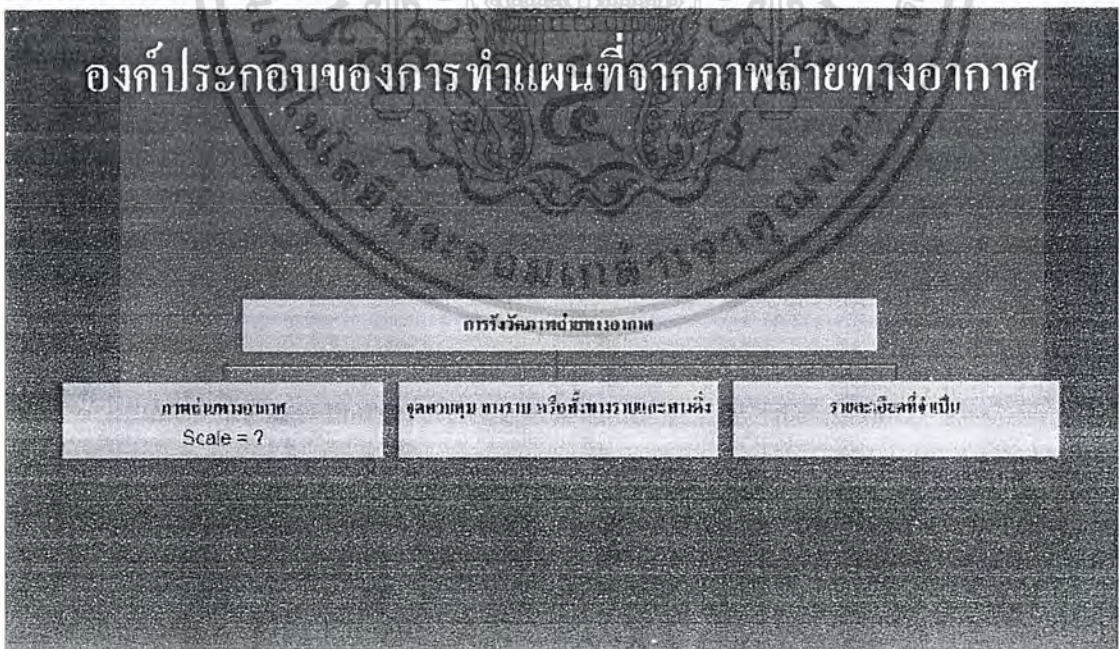 องค์ประกอบของการทำแผนที่จากภาพถ่ายทางอากาศ
การรังวัดภาพถ่ายทางอากาศ
ภาพถ่ายทางอากาศ
Scale = ?
จุดควบคุม ทางราบ หรือทั้งทางราบและทางดิ่ง
รายละเอียดที่จำเป็น